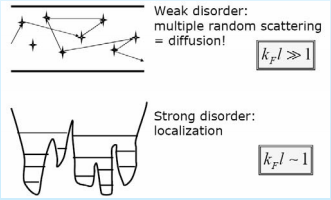 Weak disorder:
multiple random scattering
= diffusion!
k_F l ≫ 1
Strong disorder:
localization
k_F l ~ 1